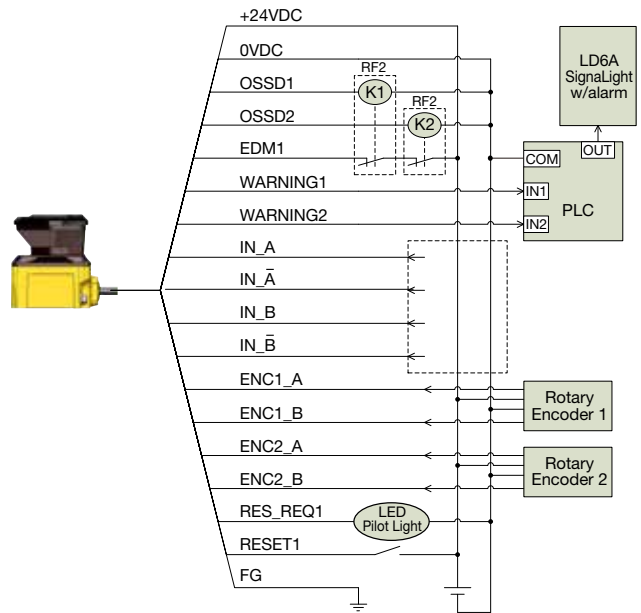 +24VDC
0VDC
OSSD1
OSSD2
EDM1
WARNING1
WARNING2
IN_A
IN_A̅
IN_B
IN_B̅
ENC1_A
ENC1_B
ENC2_A
ENC2_B
RES_REQ1
RESET1
FG
RF2
K1
RF2
K2
LED
Pilot Light
LD6A
SignaLight
w/alarm
OUT
COM
IN1
IN2
PLC
Rotary
Encoder 1
Rotary
Encoder 2